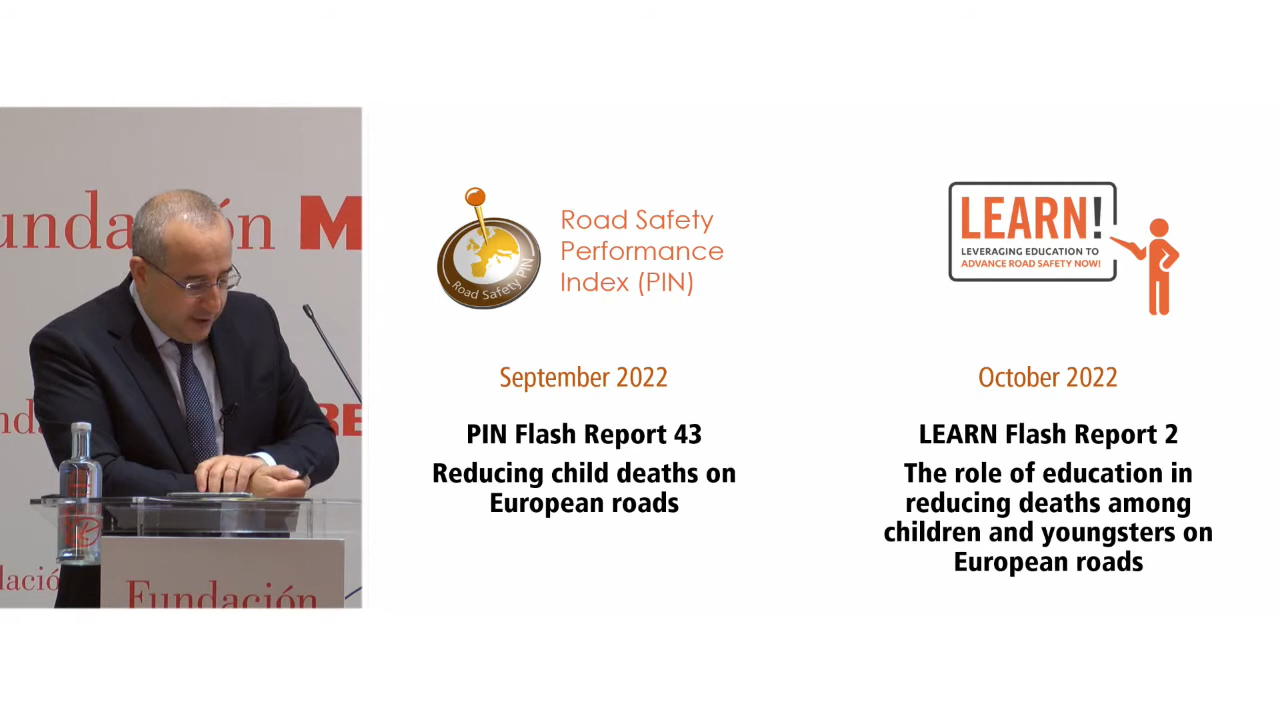 undación M
Road Safety PIN
Road Safety
Performance
Index (PIN)
LEARN!
LEVERAGING EDUCATION TO
ADVANCE ROAD SAFETY NOW!
September 2022
PIN Flash Report 43
Reducing child deaths on
European roads
October 2022
LEARN Flash Report 2
The role of education in
reducing deaths among
children and youngsters on
European roads
Fundación